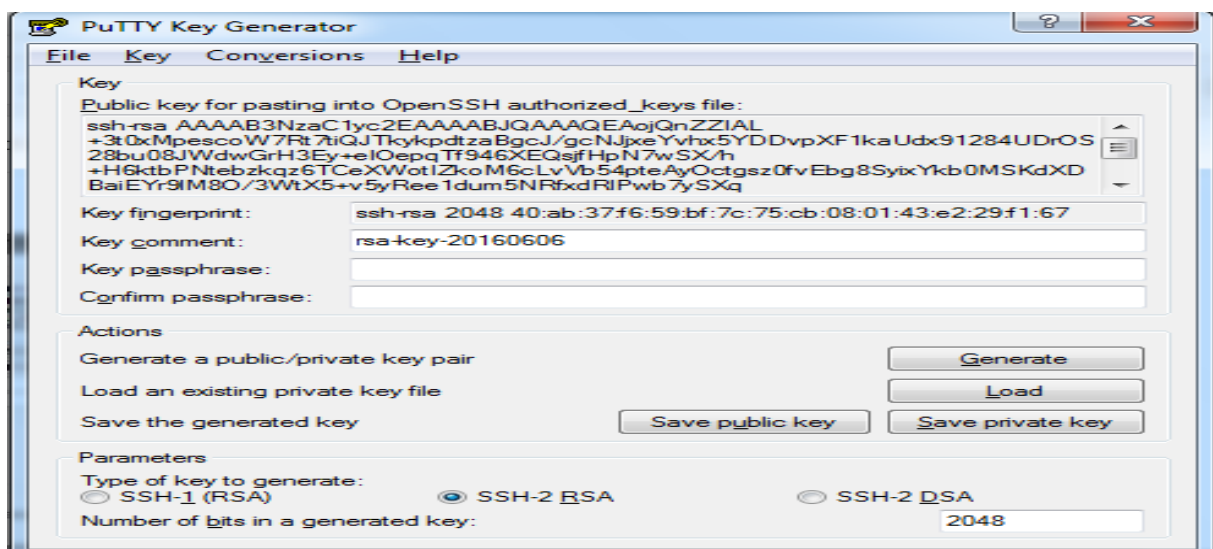 PuTTY Key Generator
File Key Conversions Help
Key
Public key for pasting into OpenSSH authorized_keys file:
ssh-rsa AAAAB3NzaC1yc2EAAAABJQAAAQEAojQnZZIAL
+3t0xMpescoW7Rt7tiQJTkykpdtzaBgcJ/gcNJjxeYvhx5YDDvpXF1kaUdx91284UDrOS
28bu08JWdwGrH3Ey+eIOepqTf946XEQsjfHpN7wSX/h
+H6ktbPNtebzkqz6TCeXWotIZkoM6cLvVb54pteAyOctgsz0fvEbg8SyixYkb0MSKdXD
BaiEYr9IM8O/3WtX5+v5yRee1dum5NRfxdRIPwb7ySXq
Key fingerprint: ssh-rsa 2048 40:ab:37:f6:59:bf:7c:75:cb:08:01:43:e2:29:f1:67
Key comment: rsa-key-20160606
Key passphrase:
Confirm passphrase:
Actions
Generate a public/private key pair Generate
Load an existing private key file Load
Save the generated key Save public key Save private key
Parameters
Type of key to generate:
SSH-1 (RSA) SSH-2 RSA SSH-2 DSA
Number of bits in a generated key: 2048